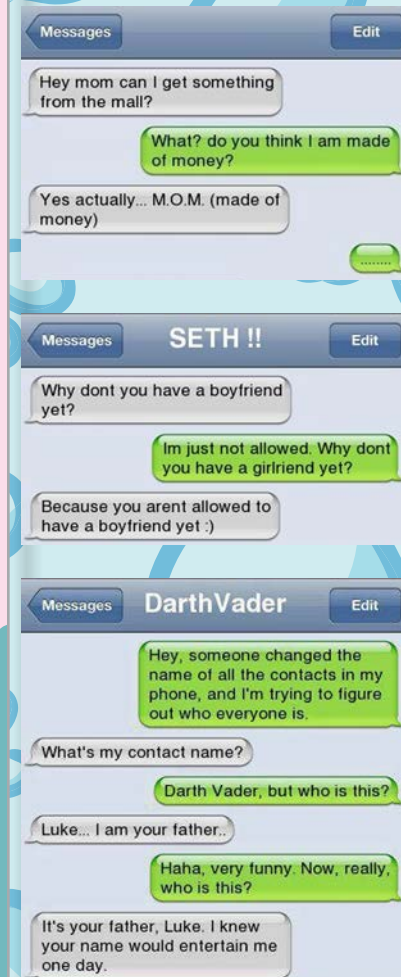 Messages
Edit
Hey mom can I get something
from the mall?
What? do you think I am made
of money?
Yes actually... M.O.M. (made of
money)
........
Messages
SETH !!
Edit
Why dont you have a boyfriend
yet?
Im just not allowed. Why dont
you have a girlriend yet?
Because you arent allowed to
have a boyfriend yet :)
Messages
DarthVader
Edit
Hey, someone changed the
name of all the contacts in my
phone, and I'm trying to figure
out who everyone is.
What's my contact name?
Darth Vader, but who is this?
Luke... I am your father..
Haha, very funny. Now, really,
who is this?
It's your father, Luke. I knew
your name would entertain me
one day.